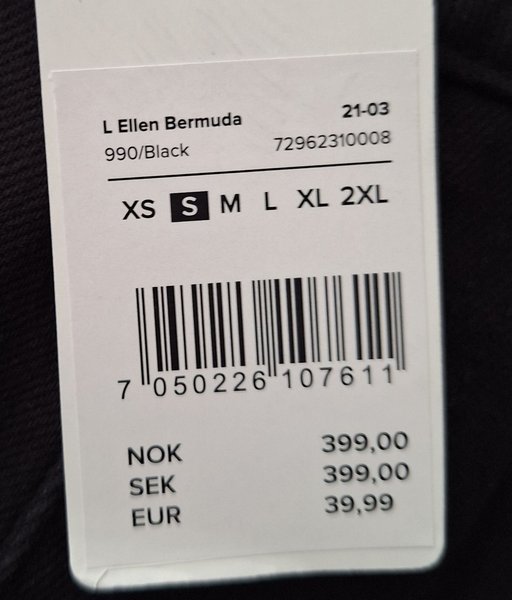 L Ellen Bermuda 21-03
990/Black 72962310008
XS S M L XL 2XL
7 050226 107611
NOK 399,00
SEK 399,00
EUR 39,99